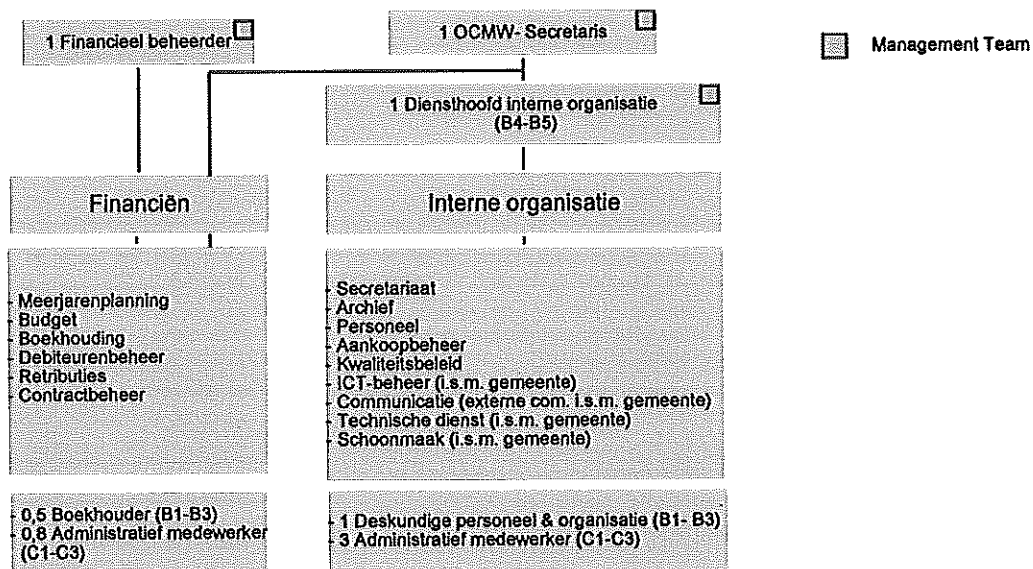 1 Financieel beheerder
1 OCMW- Secretaris
Management Team
1 Diensthoofd interne organisatie
(B4-B5)
Financiën
Interne organisatie
- Meerjarenplanning
- Budget
- Boekhouding
- Debiteurenbeheer
- Retributies
- Contractbeheer
- Secretariaat
- Archief
- Personeel
- Aankoopbeheer
- Kwaliteitsbeleid
- ICT-beheer (i.s.m. gemeente)
- Communicatie (externe com. i.s.m. gemeente)
- Technische dienst (i.s.m. gemeente)
- Schoonmaak (i.s.m. gemeente)
- 0,5 Boekhouder (B1-B3)
- 0,8 Administratief medewerker
(C1-C3)
- 1 Deskundige personeel & organisatie (B1- B3)
- 3 Administratief medewerker (C1-C3)